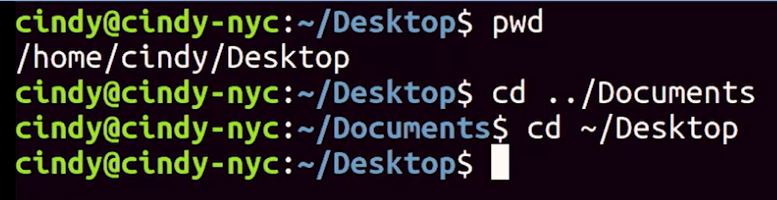 cindy@cindy-nyc:~/Desktop$ pwd
/home/cindy/Desktop
cindy@cindy-nyc:~/Desktop$ cd ../Documents
cindy@cindy-nyc:~/Documents$ cd ~/Desktop
cindy@cindy-nyc:~/Desktop$